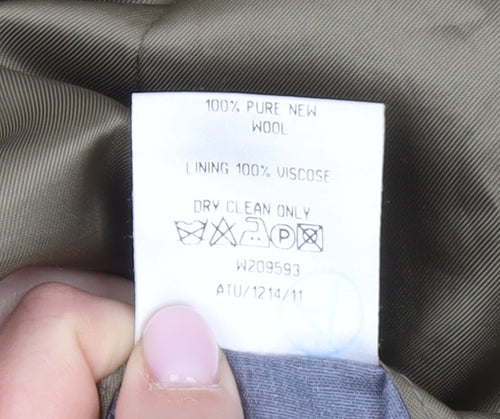 100% PURE NEW
WOOL
LINING 100% VISCOSE
DRY CLEAN ONLY
P
W209593
ATU/1214/11